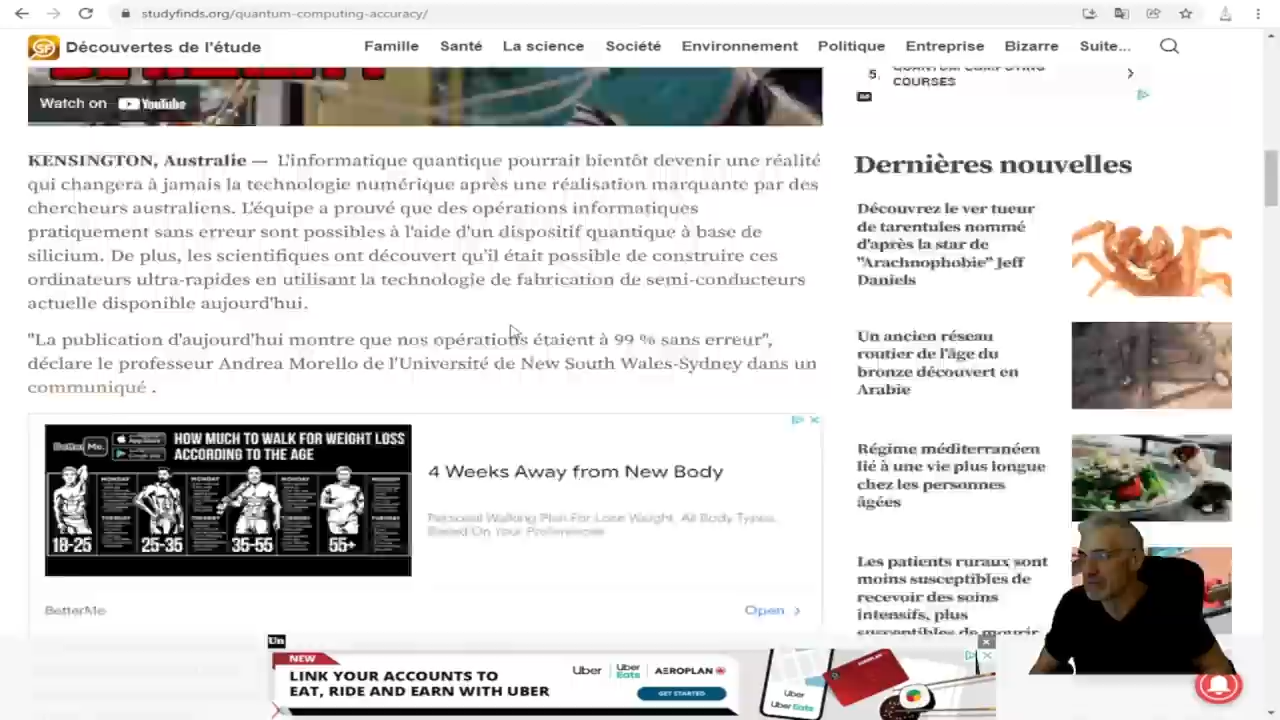 studyfinds.org/quantum-computing-accuracy/
SF Découvertes de l'étude
Famille Santé La science Société Environnement Politique Entreprise Bizarre Suite...
Watch on YouTube
KENSINGTON, Australie — L'informatique quantique pourrait bientôt devenir une réalité
qui changera à jamais la technologie numérique après une réalisation marquante par des
chercheurs australiens. L'équipe a prouvé que des opérations informatiques
pratiquement sans erreur sont possibles à l'aide d'un dispositif quantique à base de
silicium. De plus, les scientifiques ont découvert qu'il était possible de construire ces
ordinateurs ultra-rapides en utilisant la technologie de fabrication de semi-conducteurs
actuelle disponible aujourd'hui.
"La publication d'aujourd'hui montre que nos opérations étaient à 99 % sans erreur",
déclare le professeur Andrea Morello de l'Université de New South Wales-Sydney dans un
communiqué .
BetterMe.
HOW MUCH TO WALK FOR WEIGHT LOSS
ACCORDING TO THE AGE
18-25 25-35 35-55 55+
4 Weeks Away from New Body
Personal Walking Plan For Lose Weight. All Body Types.
Based On Your Preferences
BetterMe
Open
5. QUANTUM COMPUTING
COURSES
Dernières nouvelles
Découvrez le ver tueur
de tarentules nommé
d'après la star de
"Arachnophobie" Jeff
Daniels
Un ancien réseau
routier de l'âge du
bronze découvert en
Arabie
Régime méditerranéen
lié à une vie plus longue
chez les personnes
âgées
Les patients ruraux sont
moins susceptibles de
recevoir des soins
intensifs, plus
susceptibles de mourir
Un
NEW
LINK YOUR ACCOUNTS TO
EAT, RIDE AND EARN WITH UBER
Uber Uber Eats AEROPLAN
GET STARTED
Uber
Uber Eats